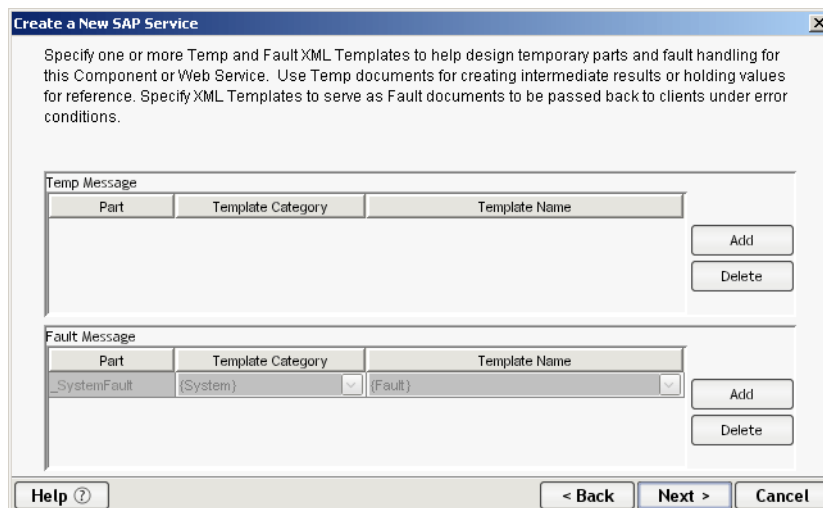 Create a New SAP Service
Specify one or more Temp and Fault XML Templates to help design temporary parts and fault handling for
this Component or Web Service.  Use Temp documents for creating intermediate results or holding values
for reference. Specify XML Templates to serve as Fault documents to be passed back to clients under error
conditions.
Temp Message
Part Template Category Template Name
Add
Delete
Fault Message
Part Template Category Template Name
_SystemFault {System} {Fault}
Add
Delete
Help ? < Back Next > Cancel